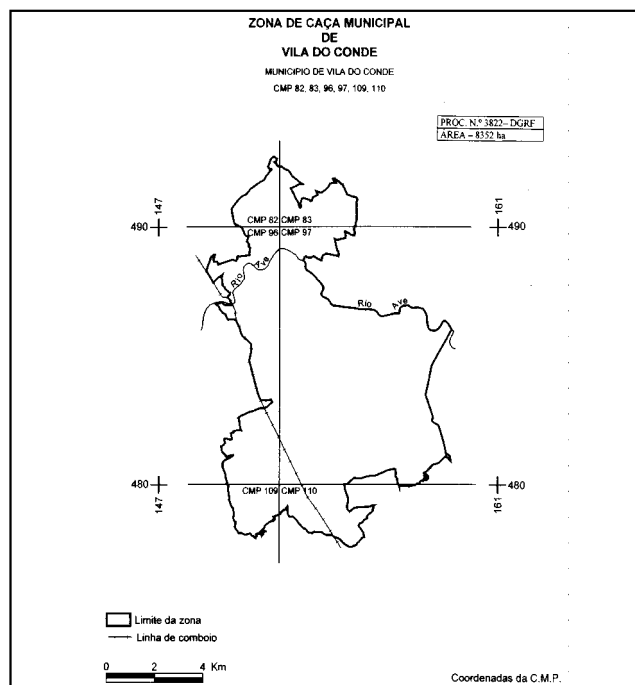 ZONA DE CAÇA MUNICIPAL
DE
VILA DO CONDE
MUNICIPIO DE VILA DO CONDE
CMP 82, 83, 96, 97, 109, 110
PROC. N.º 3822– DGRF
AREA – 8352 ha
147
161
490
CMP 82
CMP 83
490
CMP 96
CMP 97
Rio
Ave
Rio
Ave
480
CMP 109
CMP 110
480
147
161
Limite da zona
Linha de comboio
0 2 4 Km
Coordenadas da C.M.P.